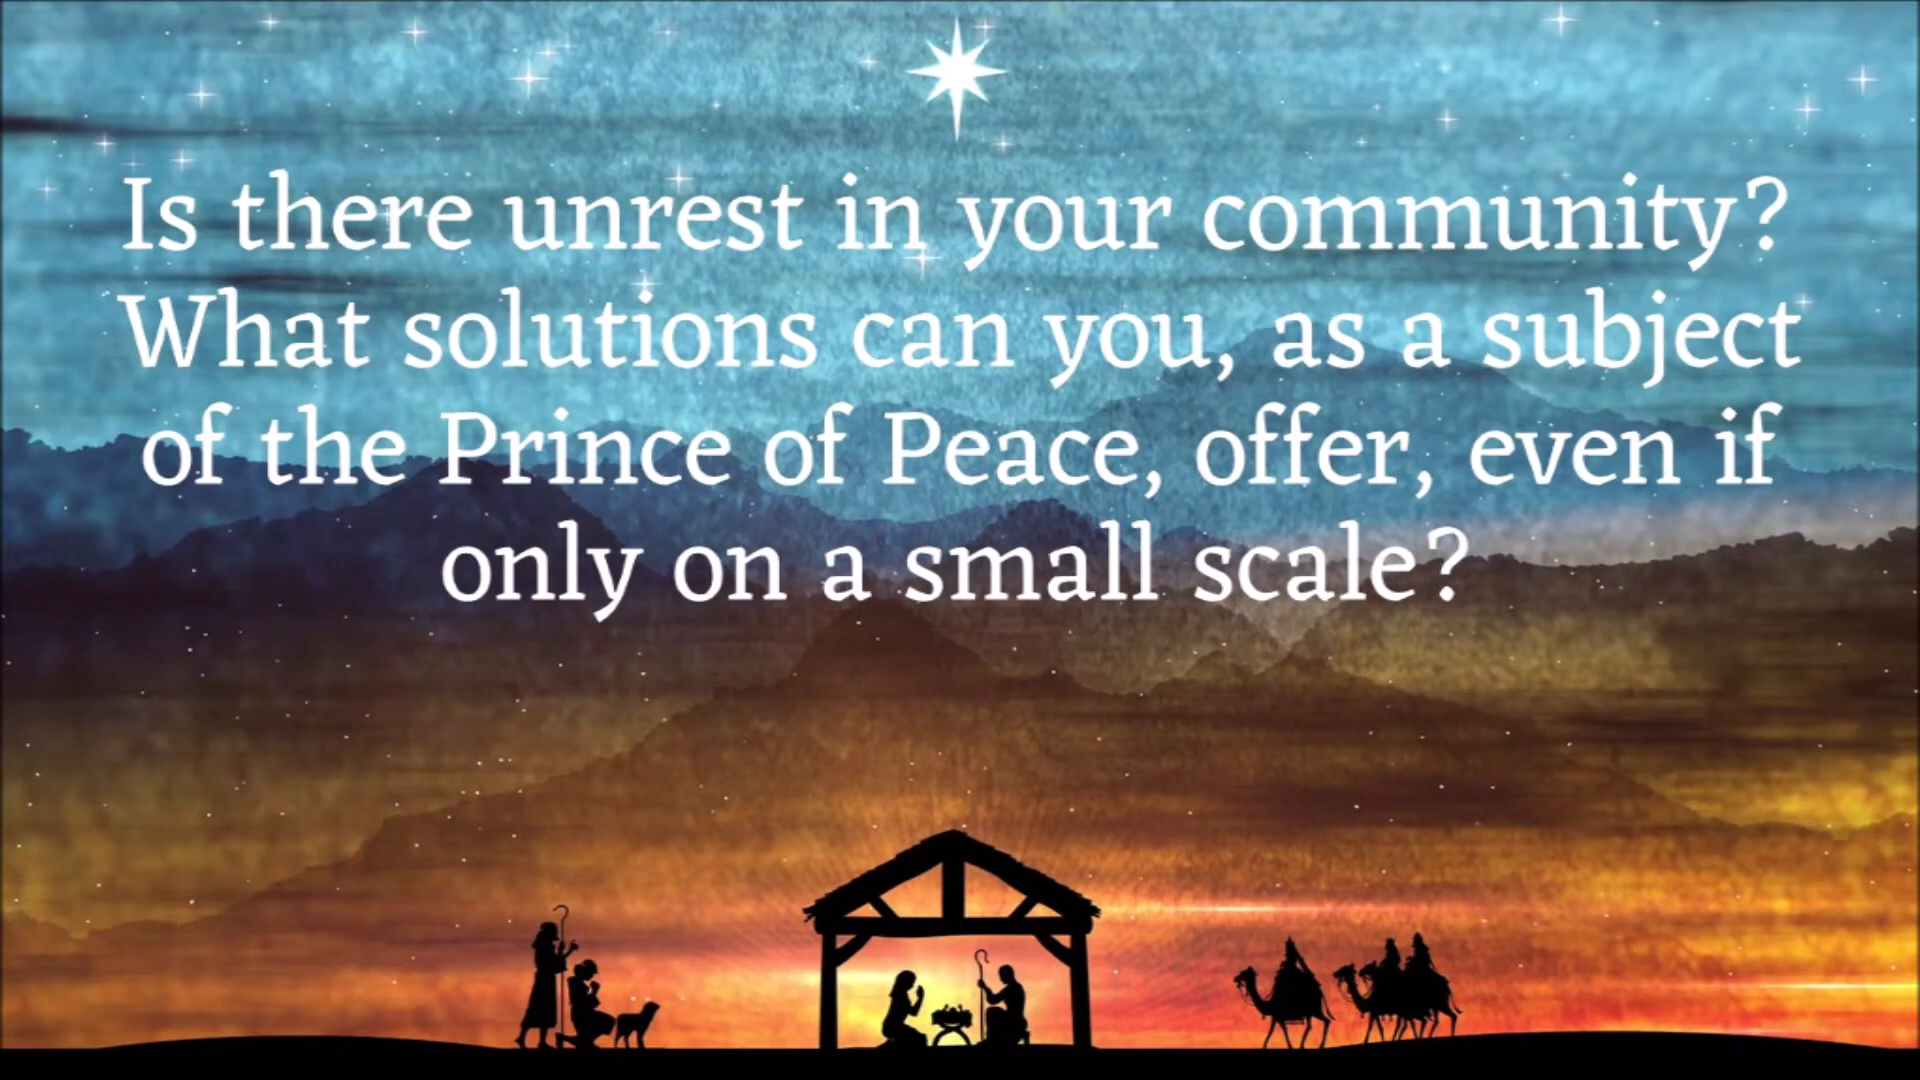 Is there unrest in your community?
What solutions can you, as a subject
of the Prince of Peace, offer, even if
only on a small scale?